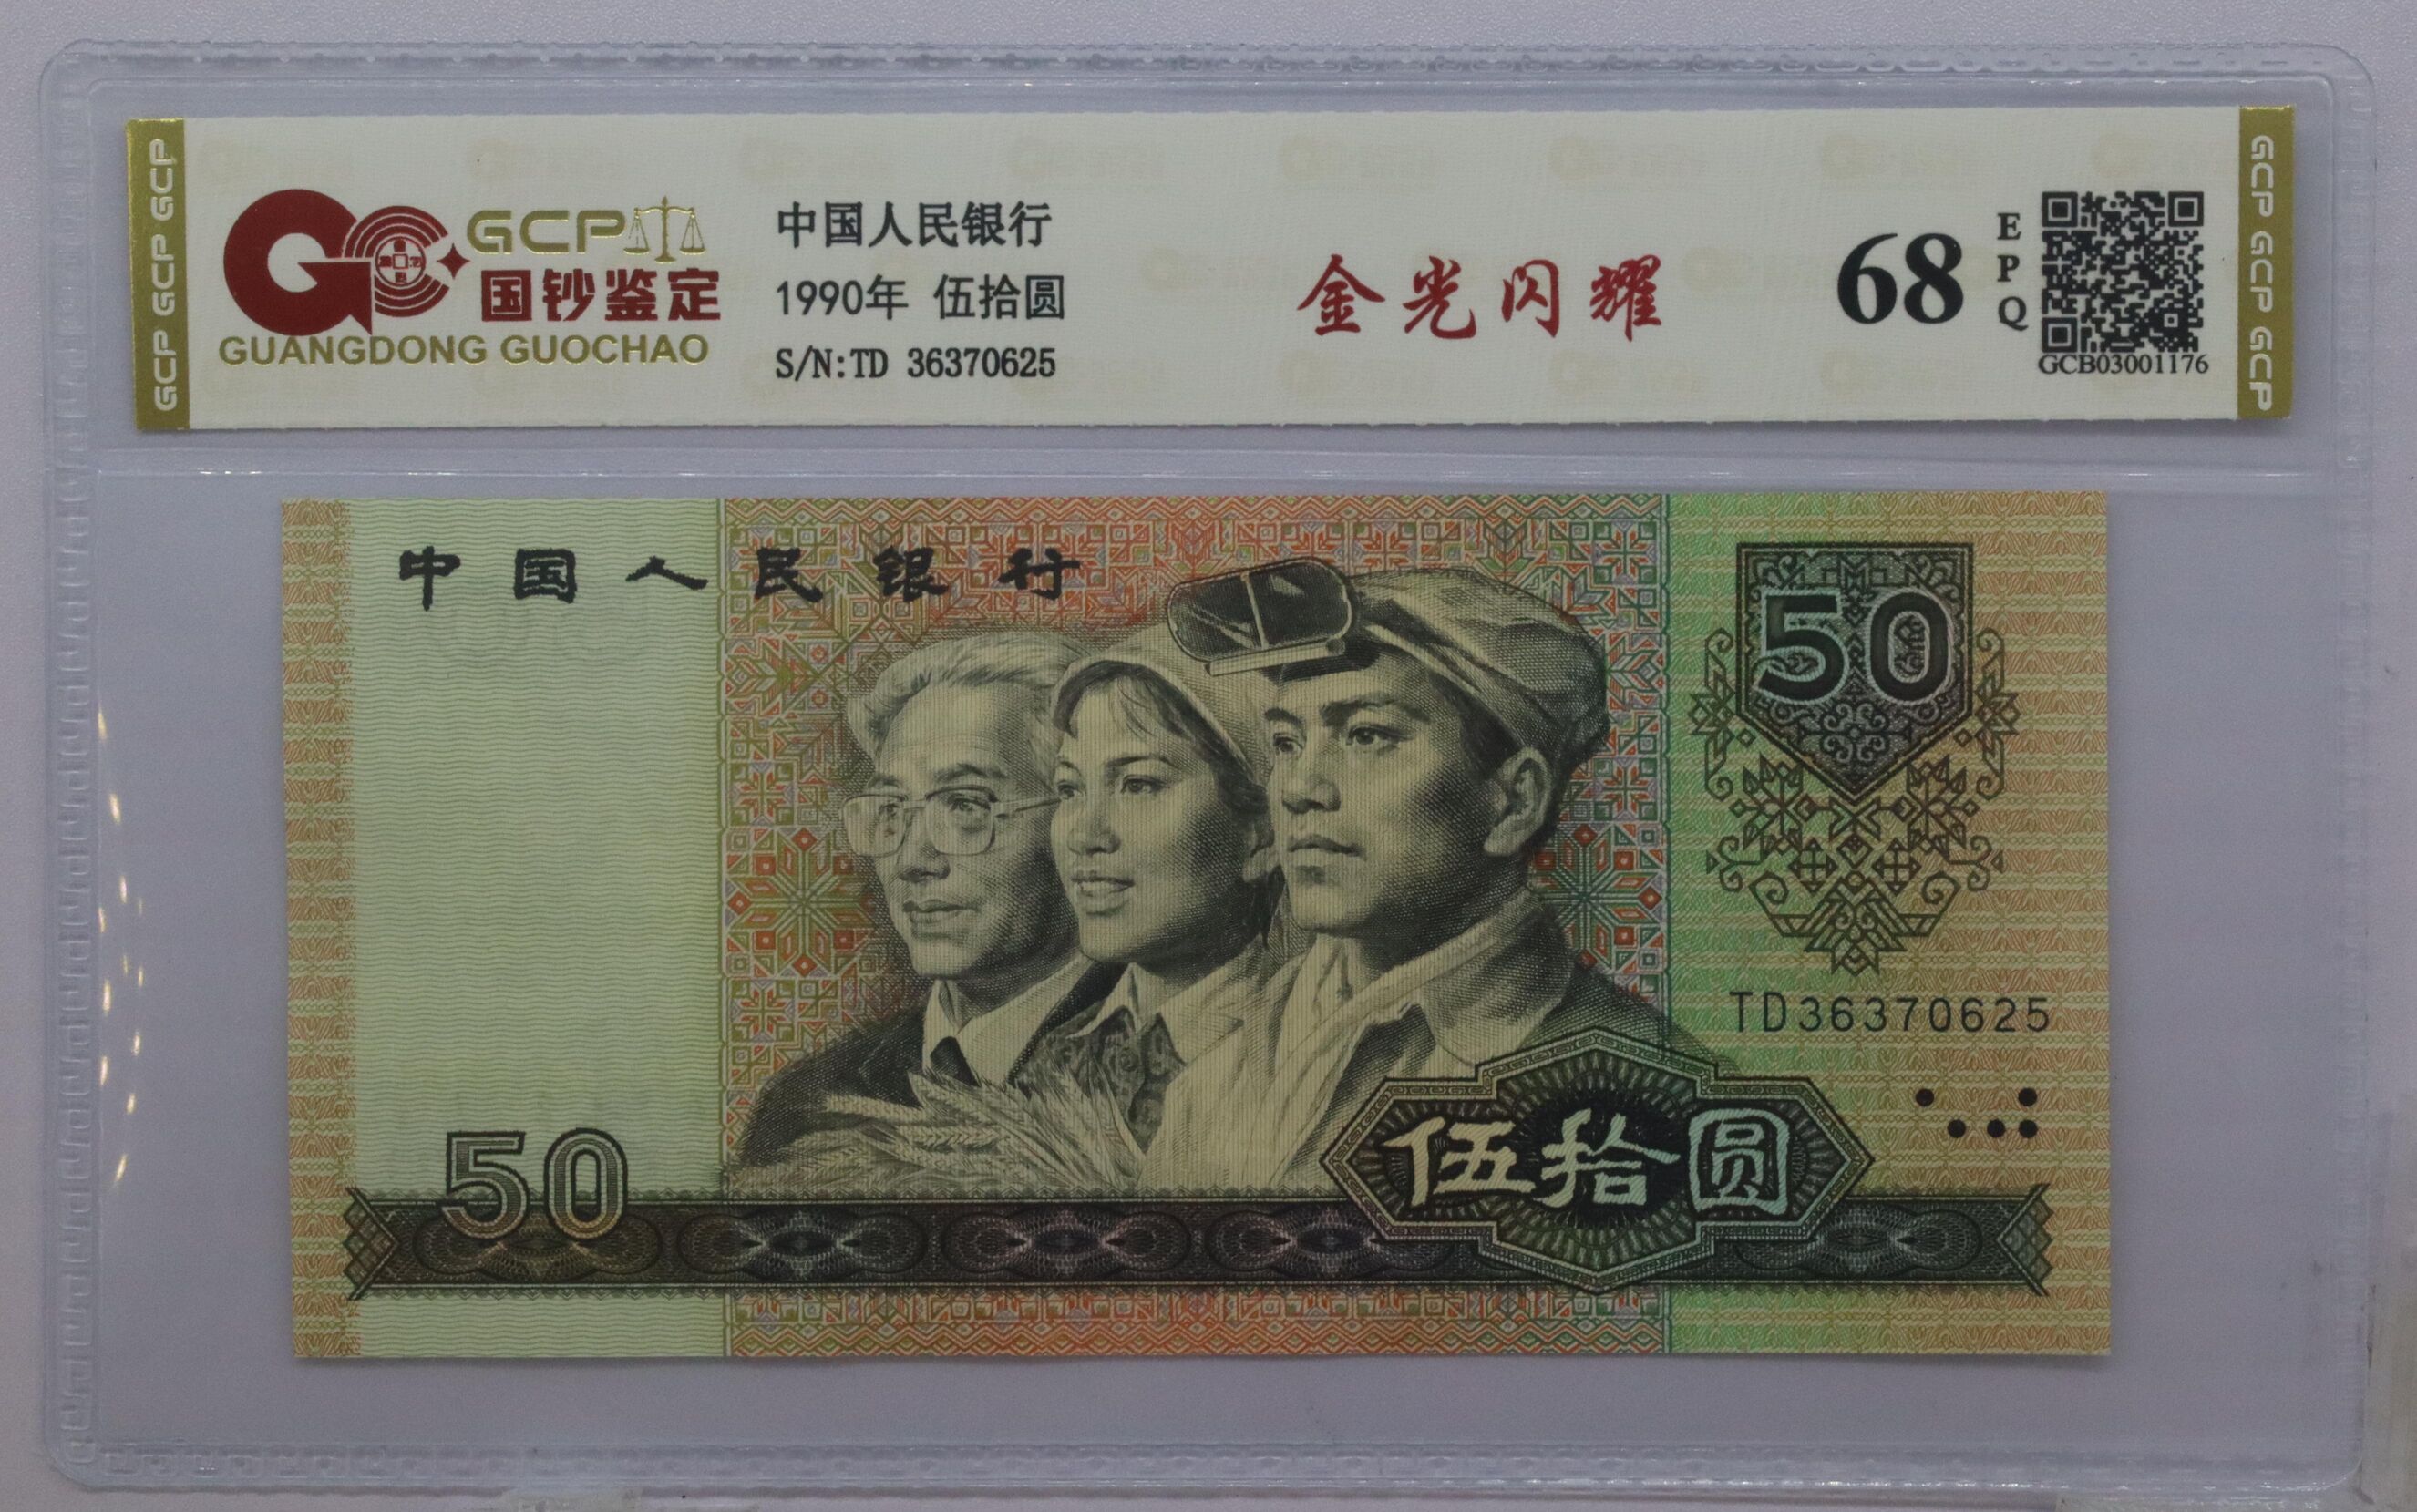 GCP GCP GCP
GCP
国钞鉴定
GUANGDONG GUOCHAO
中国人民银行
1990年 伍拾圆
S/N:TD 36370625
金光闪耀
68
EPQ
GCB03001176
GCP GCP GCP
中国人民银行
50
TD36370625
50
伍拾圆